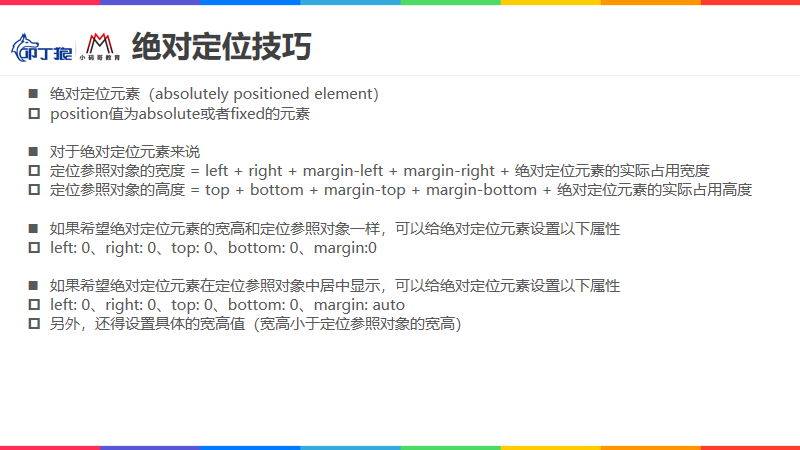 叩丁狼
小码哥教育
绝对定位技巧
■ 绝对定位元素（absolutely positioned element）
□ position值为absolute或者fixed的元素
■ 对于绝对定位元素来说
□ 定位参照对象的宽度 = left + right + margin-left + margin-right + 绝对定位元素的实际占用宽度
□ 定位参照对象的高度 = top + bottom + margin-top + margin-bottom + 绝对定位元素的实际占用高度
■ 如果希望绝对定位元素的宽高和定位参照对象一样，可以给绝对定位元素设置以下属性
□ left: 0、right: 0、top: 0、bottom: 0、margin:0
■ 如果希望绝对定位元素在定位参照对象中居中显示，可以给绝对定位元素设置以下属性
□ left: 0、right: 0、top: 0、bottom: 0、margin: auto
□ 另外，还得设置具体的宽高值（宽高小于定位参照对象的宽高）